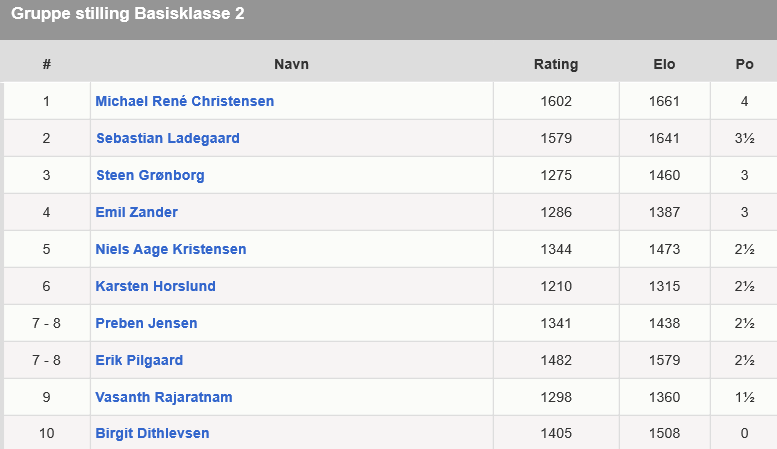 Gruppe stilling Basisklasse 2
# Navn Rating Elo Po
1 Michael René Christensen 1602 1661 4
2 Sebastian Ladegaard 1579 1641 3½
3 Steen Grønborg 1275 1460 3
4 Emil Zander 1286 1387 3
5 Niels Aage Kristensen 1344 1473 2½
6 Karsten Horslund 1210 1315 2½
7 - 8 Preben Jensen 1341 1438 2½
7 - 8 Erik Pilgaard 1482 1579 2½
9 Vasanth Rajaratnam 1298 1360 1½
10 Birgit Dithlevsen 1405 1508 0